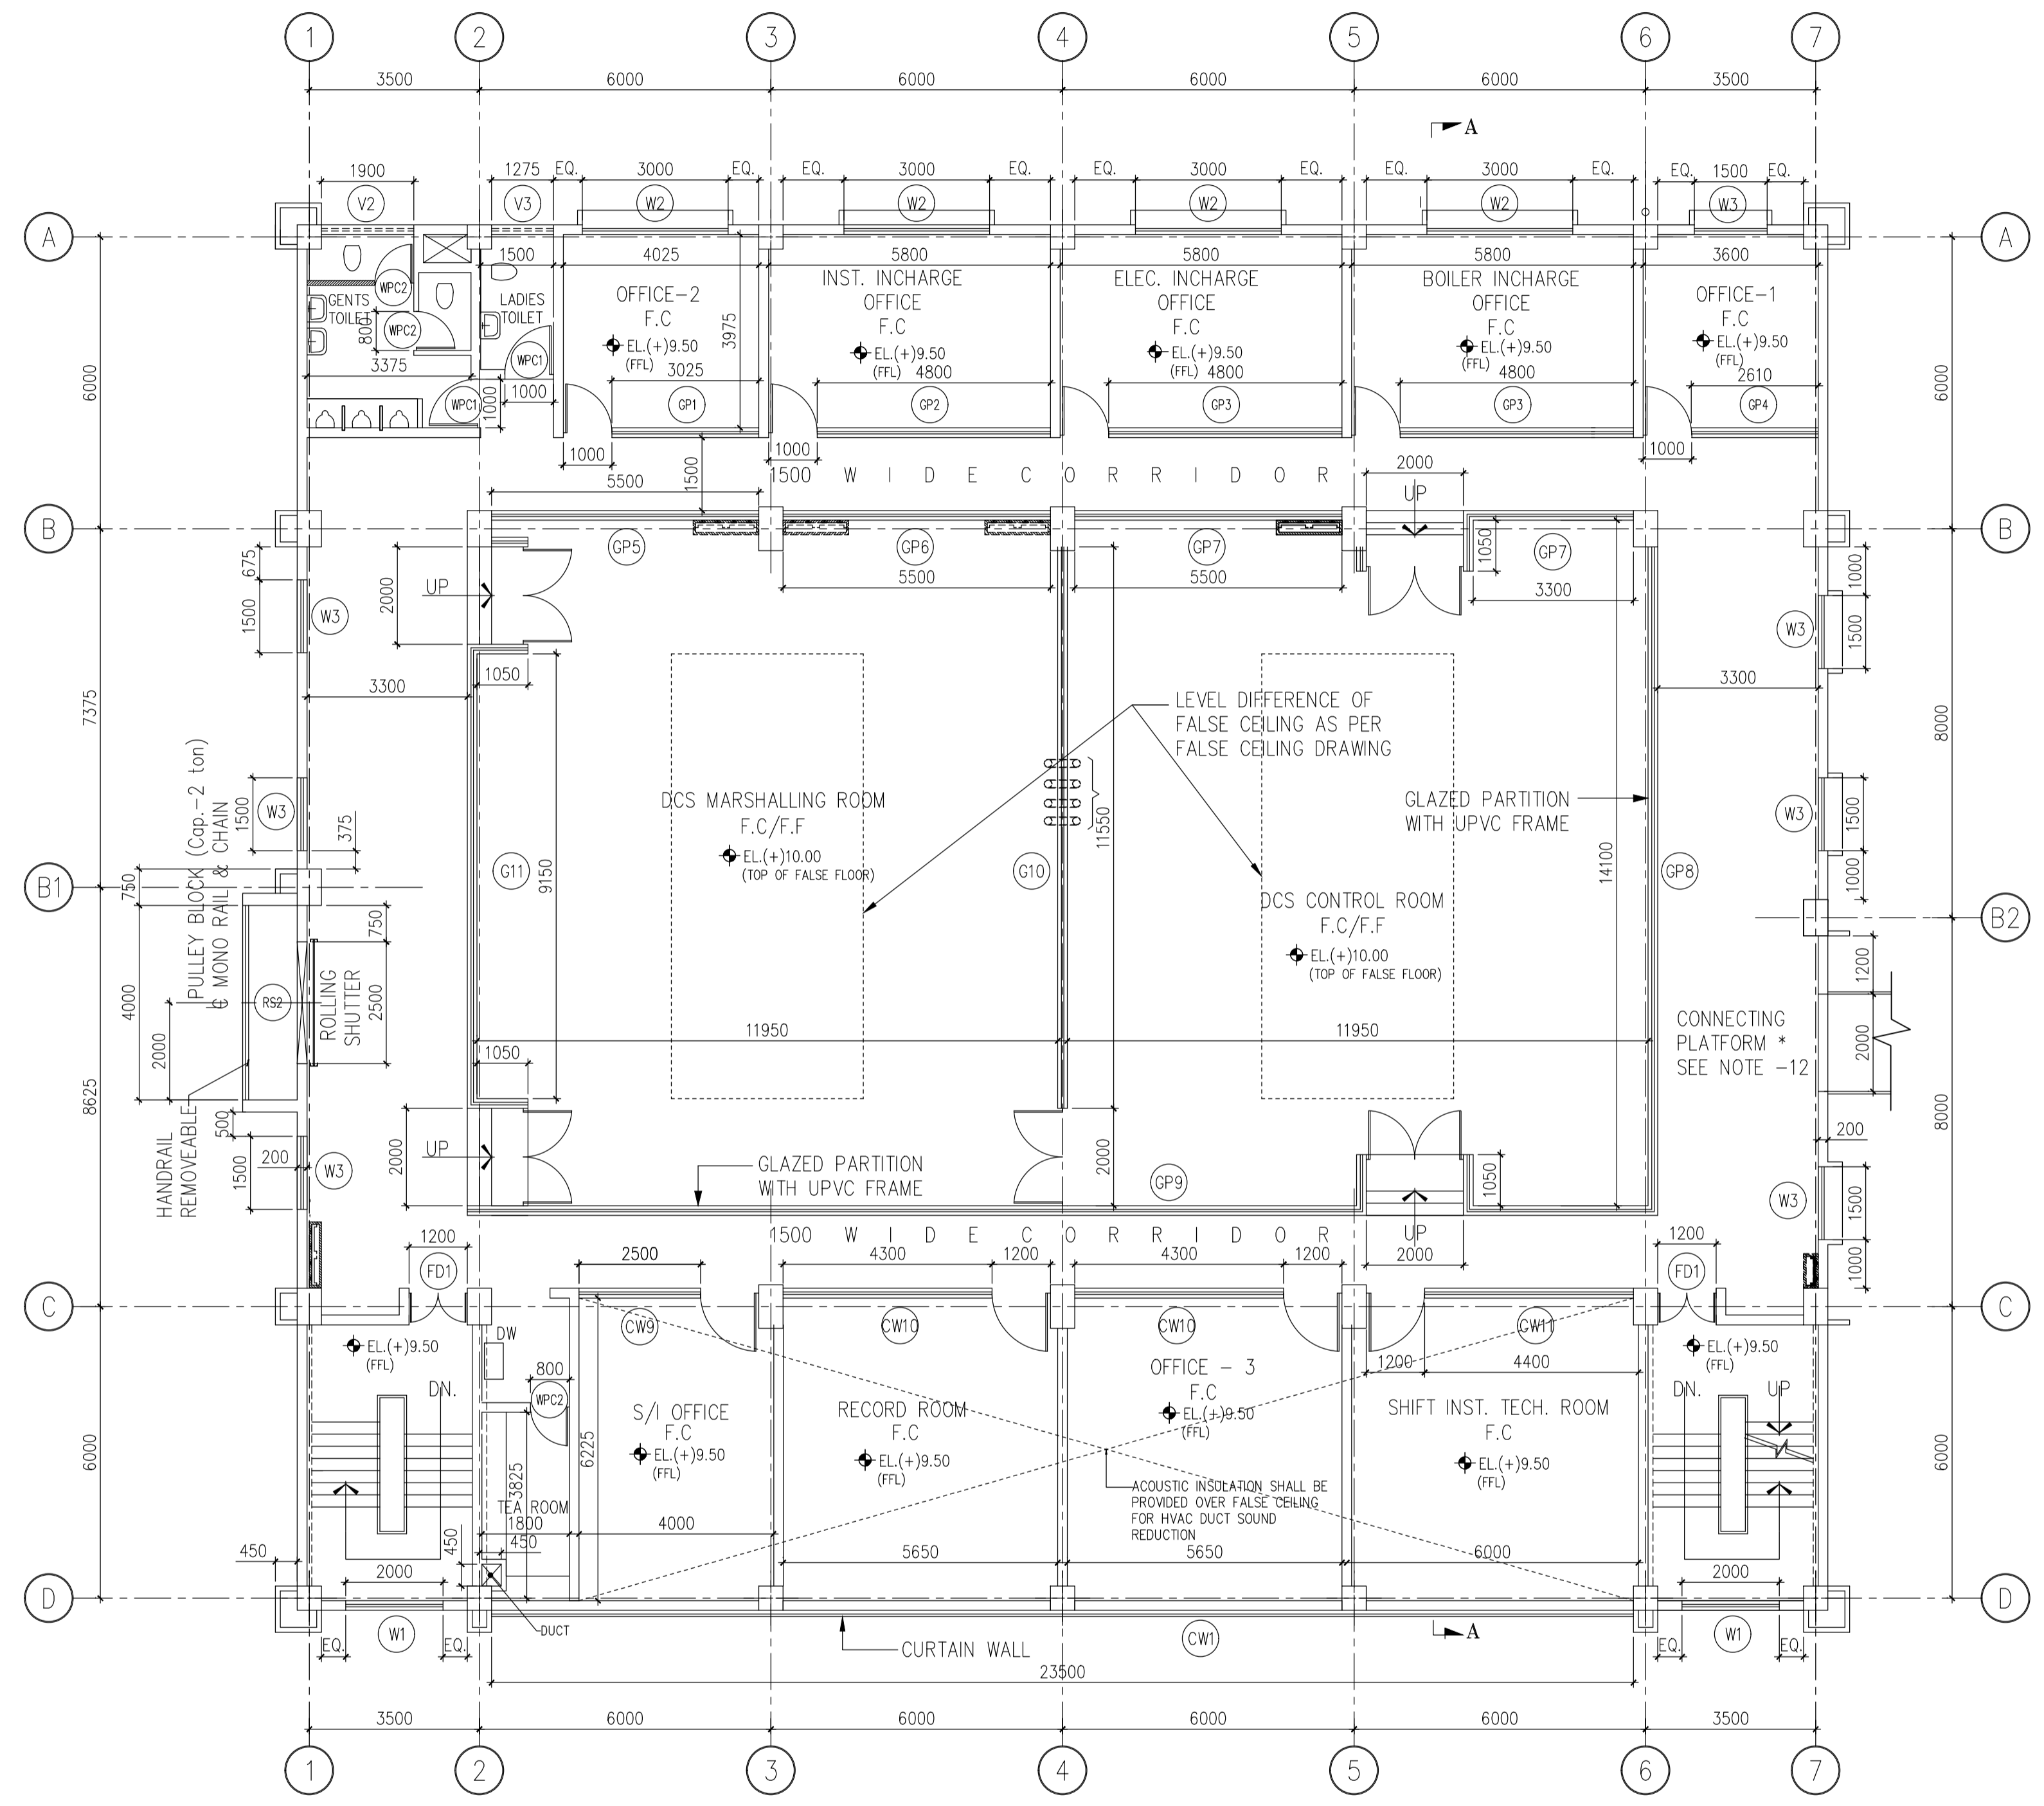 1 2 3 4 5 6 7
3500 6000 6000 6000 6000 3500
A
1900 1275 EQ. 3000 EQ. EQ. 3000 EQ. EQ. 3000 EQ. EQ. 3000 EQ. EQ. 1500 EQ.
V2 V3 W2 W2 W2 W2 W3
A A
1500 4025 5800 5800 5800 3600
GENTS
TOILET
WPC2
WPC2
800
3375
WPC1
LADIES
TOILET
WPC1
1000
1000
OFFICE-2
F.C
EL.(+)9.50
(FFL)
3975
3025
GP1
INST. INCHARGE
OFFICE
F.C
EL.(+)9.50
(FFL)
4800
GP2
ELEC. INCHARGE
OFFICE
F.C
EL.(+)9.50
(FFL)
4800
GP3
BOILER INCHARGE
OFFICE
F.C
EL.(+)9.50
(FFL)
4800
GP3
OFFICE-1
F.C
EL.(+)9.50
(FFL)
2610
GP4
6000 6000
1000 1000 1000
1500
1500 WIDE CORRIDOR
5500
2000
UP
B B
GP5 GP6 GP7 GP7
5500 5500 3300
1050
675
1500
W3
2000
UP
1050
3300
7375
1000
1500
W3
3300
8000
LEVEL DIFFERENCE OF
FALSE CEILING AS PER
FALSE CEILING DRAWING
GLAZED PARTITION
WITH UPVC FRAME
PULLEY BLOCK (Cap.-2 ton)
℄ MONO RAIL & CHAIN
1500
W3
375
DCS MARSHALLING ROOM
F.C/F.F
EL.(+)10.00
(TOP OF FALSE FLOOR)
G11
9150
G10
11550
14100
GP8
W3
1500
1000
DCS CONTROL ROOM
F.C/F.F
EL.(+)10.00
(TOP OF FALSE FLOOR)
B1 B2
750
750
4000
2000
RS2
ROLLING
SHUTTER
2500
11950 11950
1050
1200
2000
CONNECTING
PLATFORM *
SEE NOTE -12
8625
8000
HANDRAIL
REMOVEABLE
500
1500
200
W3
2000
UP
GLAZED PARTITION
WITH UPVC FRAME
2000
GP9
1050
200
W3
1500
1000
1500 WIDE CORRIDOR
UP
2000
1200 2500 4300 1200 4300 1200 1200
FD1 FD1
C C
CW9 CW10 CW10 CW11
EL.(+)9.50
(FFL)
DN.
DW
800
WPC2
3825
TEA ROOM
1800
450
450
450
6225
S/I OFFICE
F.C
EL.(+)9.50
(FFL)
4000
RECORD ROOM
F.C
EL.(+)9.50
(FFL)
5650
OFFICE - 3
F.C
EL.(+)9.50
(FFL)
ACOUSTIC INSULATION SHALL BE
PROVIDED OVER FALSE CEILING
FOR HVAC DUCT SOUND
REDUCTION
5650
1200 4400
SHIFT INST. TECH. ROOM
F.C
EL.(+)9.50
(FFL)
6000
EL.(+)9.50
(FFL)
DN. UP
6000 6000
2000 2000
D D
EQ. W1 EQ.
DUCT
CURTAIN WALL
CW1
A
EQ. W1 EQ.
23500
3500 6000 6000 6000 6000 3500
1 2 3 4 5 6 7